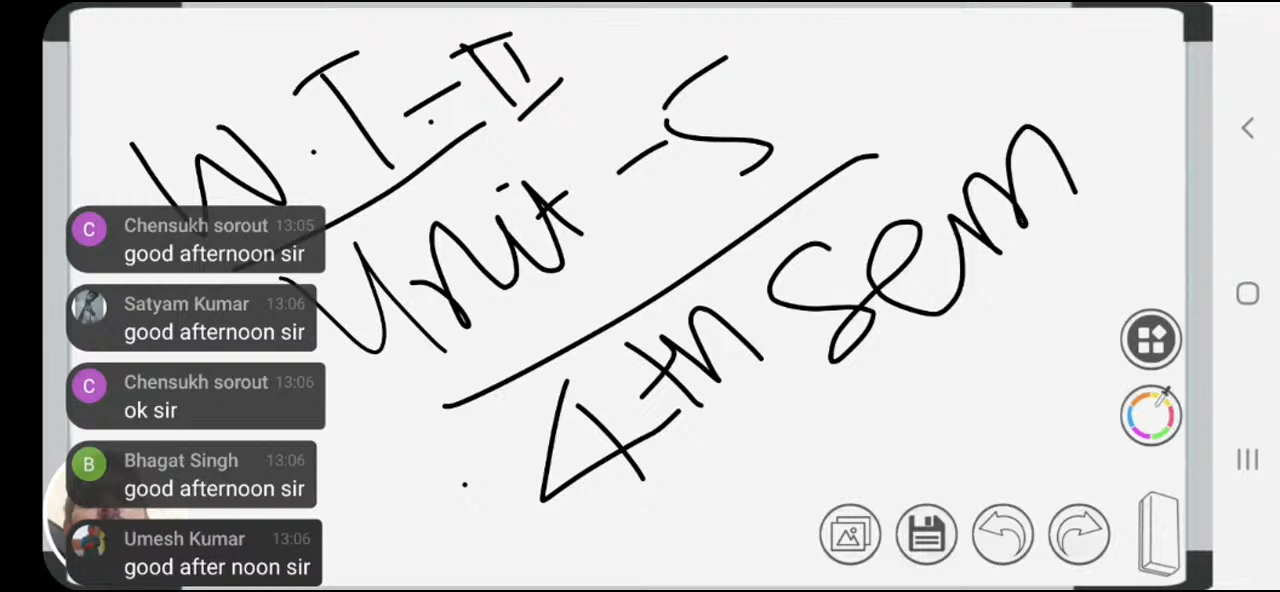 W.I-II
Unit-5
4th Sem
Chensukh sorout 13:05
good afternoon sir
Satyam Kumar 13:06
good afternoon sir
Chensukh sorout 13:06
ok sir
B
Bhagat Singh 13:06
good afternoon sir
Umesh Kumar 13:06
good after noon sir
C
C